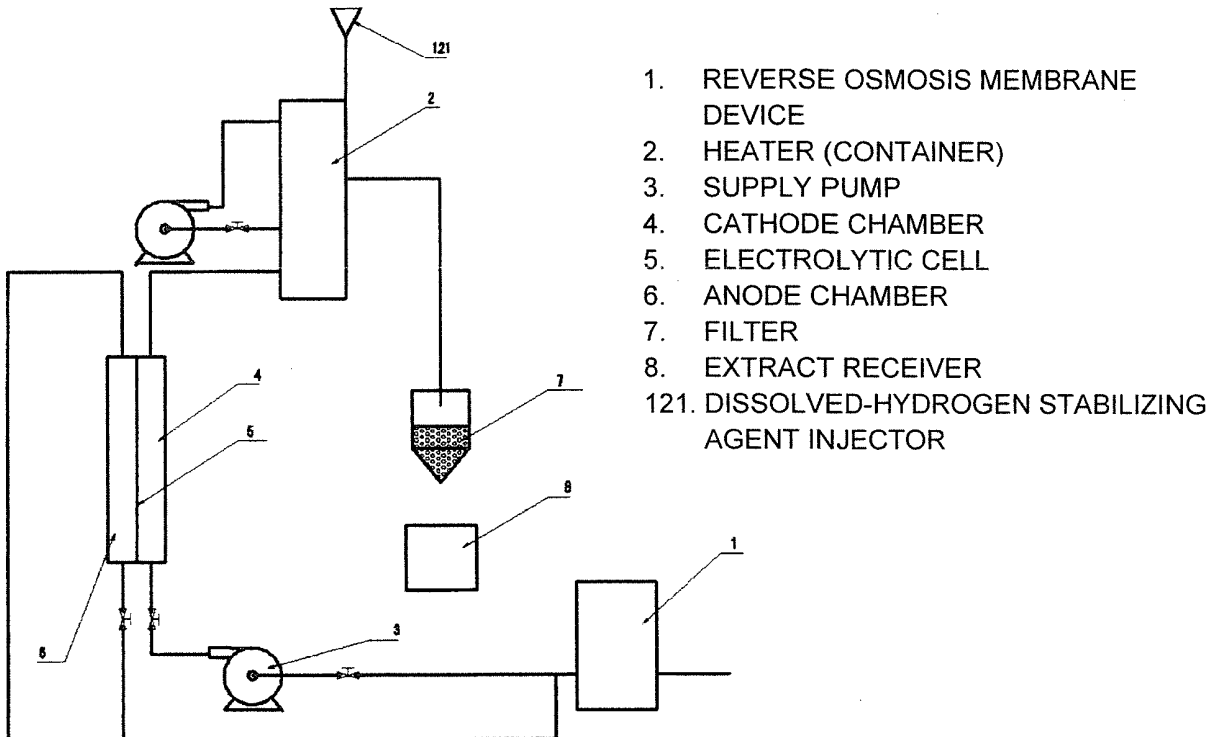 121
2
1. REVERSE OSMOSIS MEMBRANE
DEVICE
2. HEATER (CONTAINER)
3. SUPPLY PUMP
4. CATHODE CHAMBER
5. ELECTROLYTIC CELL
6. ANODE CHAMBER
7. FILTER
8. EXTRACT RECEIVER
121. DISSOLVED-HYDROGEN STABILIZING
AGENT INJECTOR
4
7
5
8
1
6
3